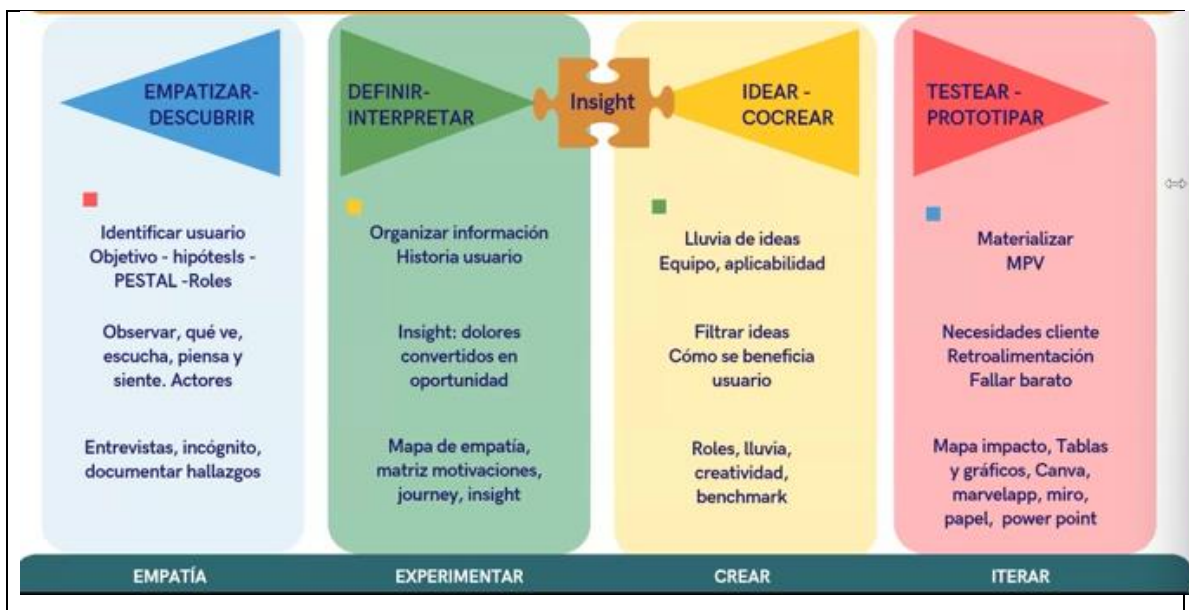 EMPATIZAR-
DESCUBRIR
Identificar usuario
Objetivo - hipótesIs -
PESTAL -Roles
Observar, qué ve,
escucha, piensa y
siente. Actores
Entrevistas, incógnito,
documentar hallazgos
EMPATÍA
DEFINIR-
INTERPRETAR
Organizar información
Historia usuario
Insight: dolores
convertidos en
oportunidad
Mapa de empatía,
matriz motivaciones,
journey, insight
EXPERIMENTAR
Insight
IDEAR -
COCREAR
Lluvia de ideas
Equipo, aplicabilidad
Filtrar ideas
Cómo se beneficia
usuario
Roles, lluvia,
creatividad,
benchmark
CREAR
TESTEAR -
PROTOTIPAR
Materializar
MPV
Necesidades cliente
Retroalimentación
Fallar barato
Mapa impacto, Tablas
y gráficos, Canva,
marvelapp, miro,
papel, power point
ITERAR